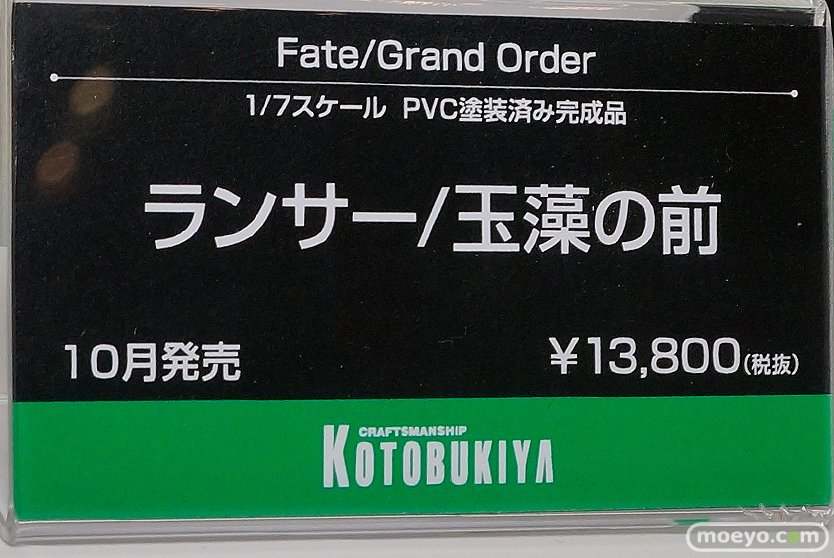 Fate/Grand Order
1/7スケール PVC塗装済み完成品
ランサー/玉藻の前
10月発売
¥13,800(税抜)
CRAFTSMANSHIP
KOTOBUKIYA
moeyo.com